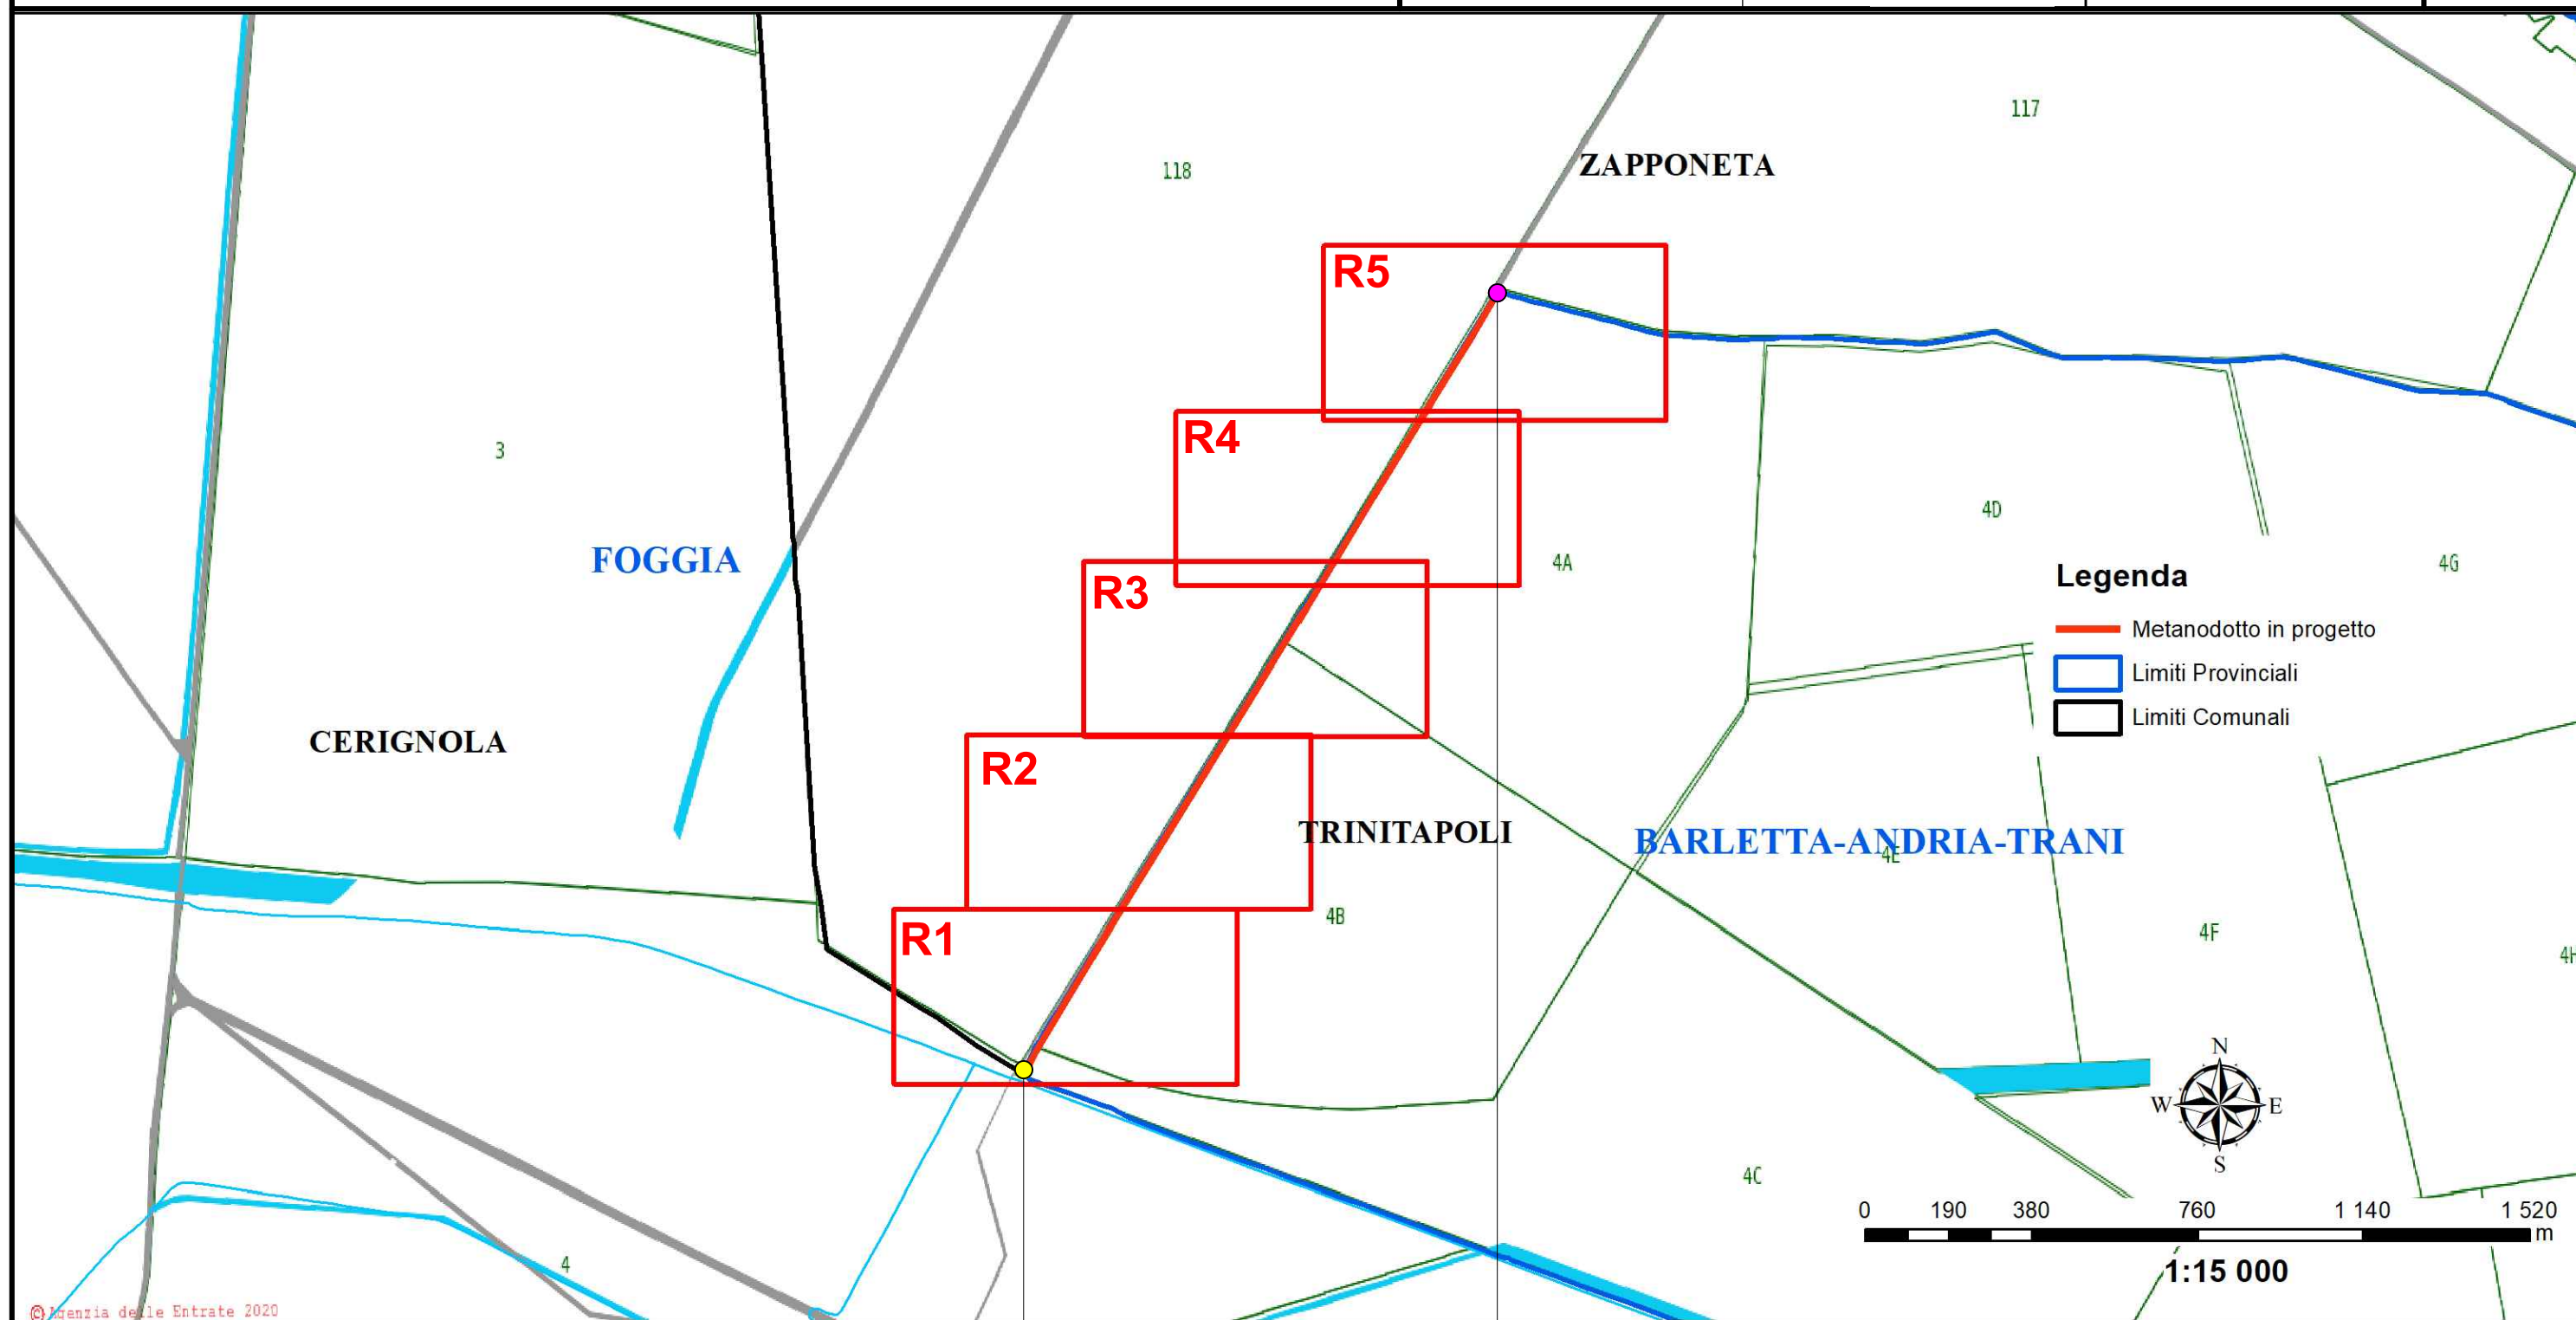 117
ZAPPONETA
118
R5
R4
3
4D
FOGGIA
4A
4G
Legenda
R3
Metanodotto in progetto
Limiti Provinciali
Limiti Comunali
CERIGNOLA
R2
TRINITAPOLI
BARLETTA-ANDRIA-TRANI
4E
4B
4F
R1
4H
N
W
E
S
4C
0 190 380 760 1 140 1 520
m
4
1:15 000
© Agenzia delle Entrate 2020